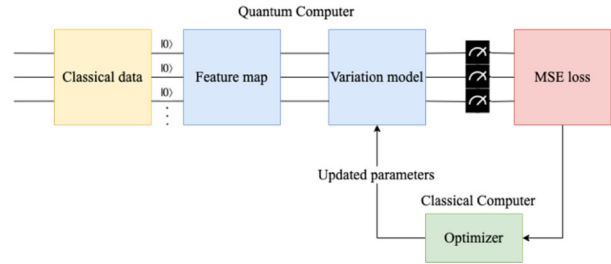 Quantum Computer
|0⟩
|0⟩
|0⟩
Classical data
Feature map
Variation model
MSE loss
Updated parameters
Classical Computer
Optimizer